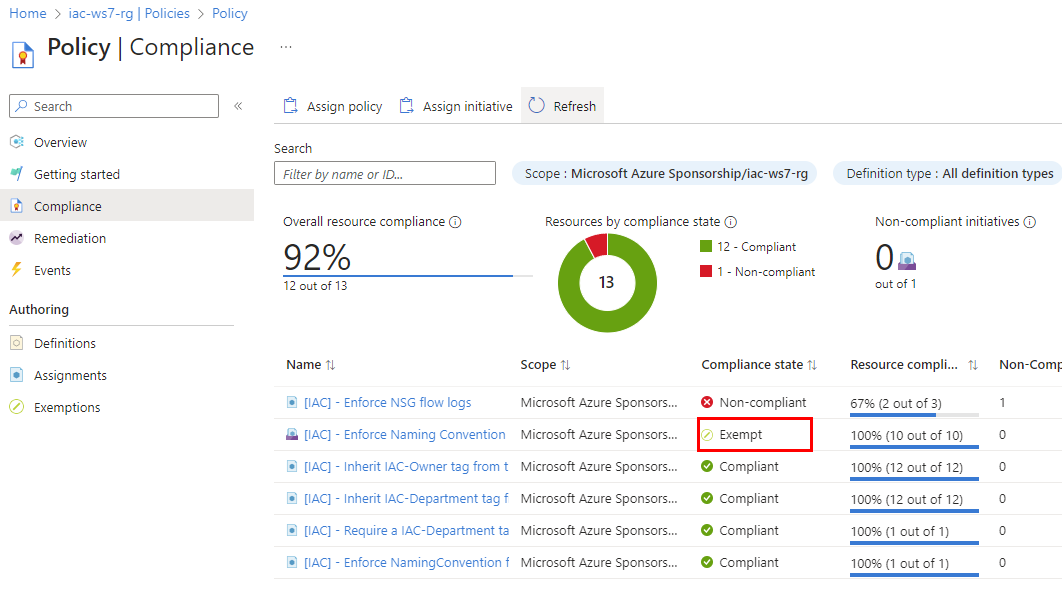 Home > iac-ws7-rg | Policies > Policy
Policy | Compliance ...
Search «
Overview
Getting started
Compliance
Remediation
Events
Authoring
Definitions
Assignments
Exemptions
Assign policy Assign initiative Refresh
Search
Filter by name or ID...
Scope : Microsoft Azure Sponsorship/iac-ws7-rg
Definition type : All definition types
Overall resource compliance
92%
12 out of 13
Resources by compliance state
13
12 - Compliant
1 - Non-compliant
Non-compliant initiatives
0
out of 1
Name Scope Compliance state Resource compli... Non-Comp
[IAC] - Enforce NSG flow logs Microsoft Azure Sponsors... Non-compliant 67% (2 out of 3) 1
[IAC] - Enforce Naming Convention Microsoft Azure Sponsors... Exempt 100% (10 out of 10) 0
[IAC] - Inherit IAC-Owner tag from t Microsoft Azure Sponsors... Compliant 100% (12 out of 12) 0
[IAC] - Inherit IAC-Department tag f Microsoft Azure Sponsors... Compliant 100% (12 out of 12) 0
[IAC] - Require a IAC-Department ta Microsoft Azure Sponsors... Compliant 100% (1 out of 1) 0
[IAC] - Enforce NamingConvention f Microsoft Azure Sponsors... Compliant 100% (1 out of 1) 0